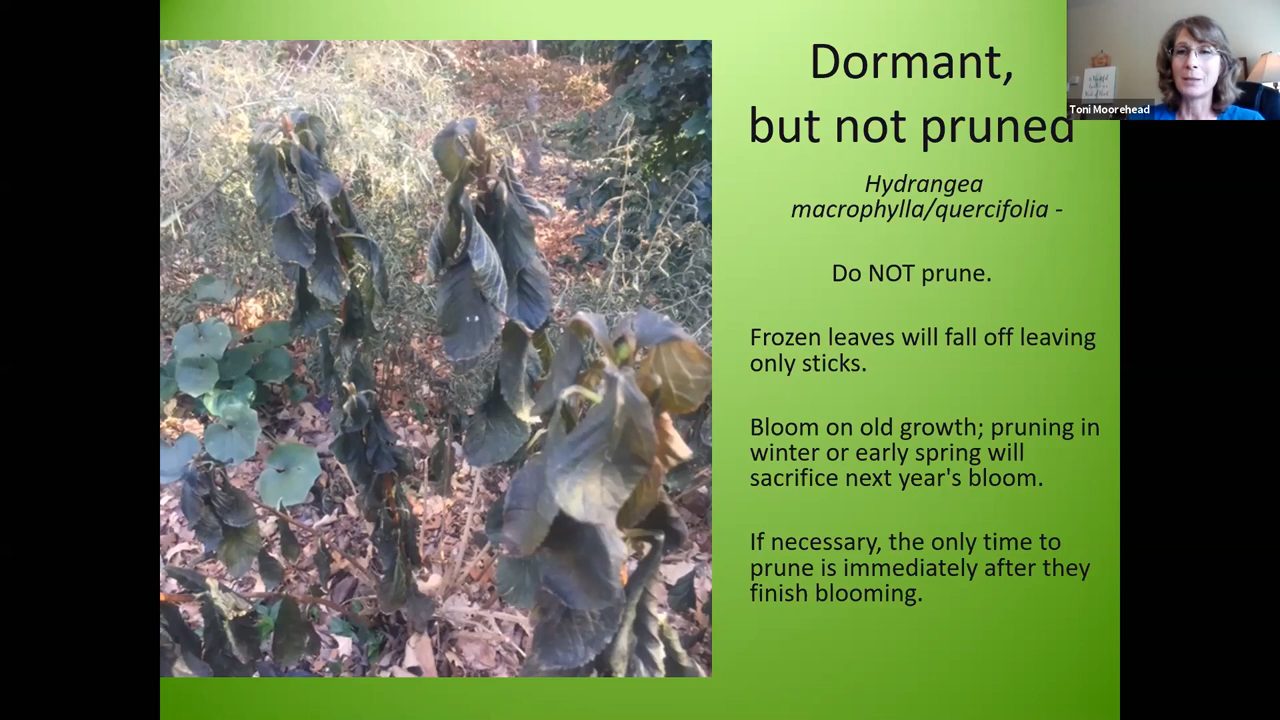 Dormant,
but not pruned
Toni Moorehead
Hydrangea
macrophylla/quercifolia -
Do NOT prune.
Frozen leaves will fall off leaving
only sticks.
Bloom on old growth; pruning in
winter or early spring will
sacrifice next year's bloom.
If necessary, the only time to
prune is immediately after they
finish blooming.